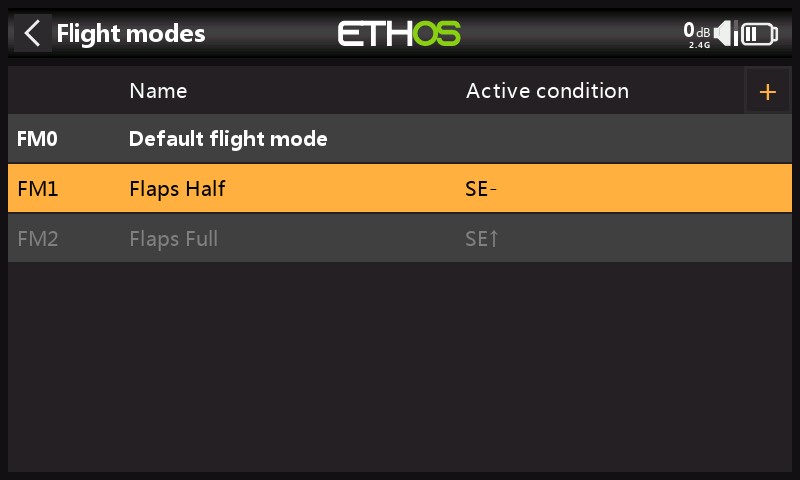 Flight modes
ETHOS
0 dB
2.4G
Name Active condition +
FM0 Default flight mode
FM1 Flaps Half SE-
FM2 Flaps Full SE↑